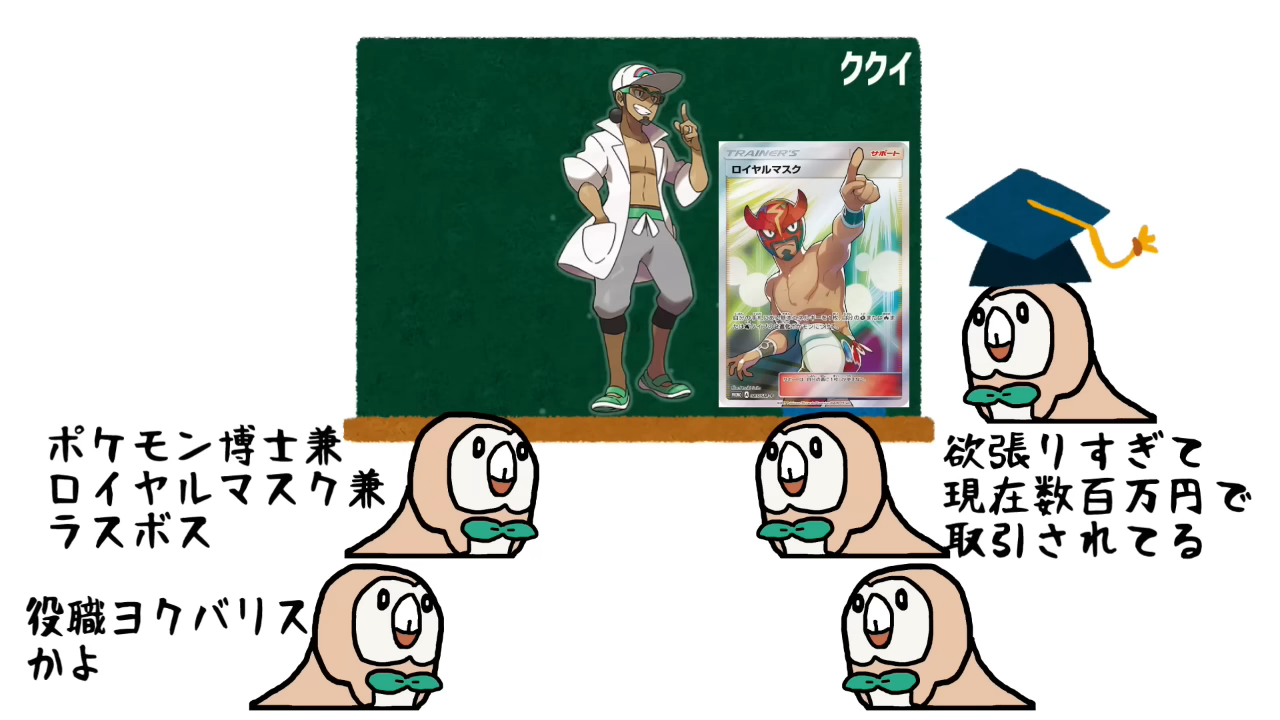 ククイ
TRAINER'S
サポート
ロイヤルマスク
ポケモン博士兼
ロイヤルマスク兼
ラスボス
欲張りすぎて
現在数百万円で
取引されてる
役職ヨクバリス
かよ